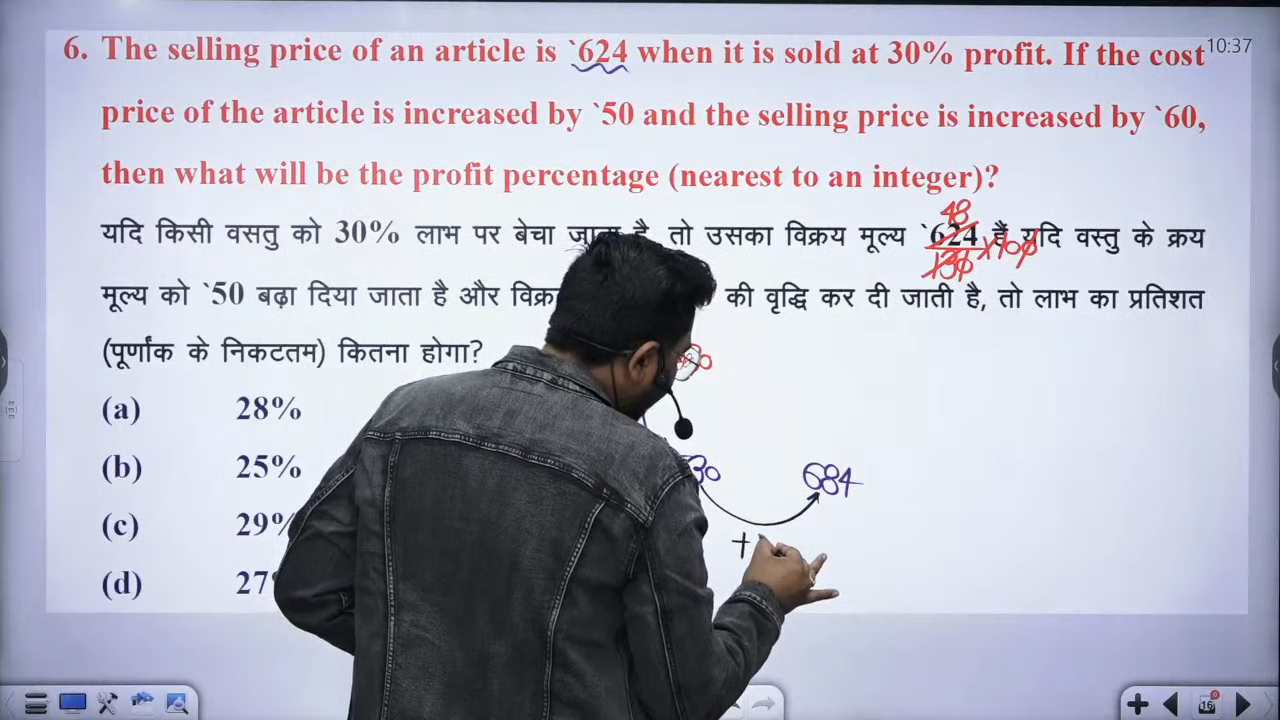 10:37
6. The selling price of an article is `624 when it is sold at 30% profit. If the cost
price of the article is increased by `50 and the selling price is increased by `60,
then what will be the profit percentage (nearest to an integer)?
48
यदि किसी वसतु को 30% लाभ पर बेचा जाता है, तो उसका विक्रय मूल्य `624 हैं यदि वस्तु के क्रय
130 ×100
मूल्य को `50 बढ़ा दिया जाता है और विक्र की वृद्धि कर दी जाती है, तो लाभ का प्रतिशत
(पूर्णांक के निकटतम) कितना होगा?
(a) 28%
(b) 25%
530 684
(c) 29%
+
(d) 27
16